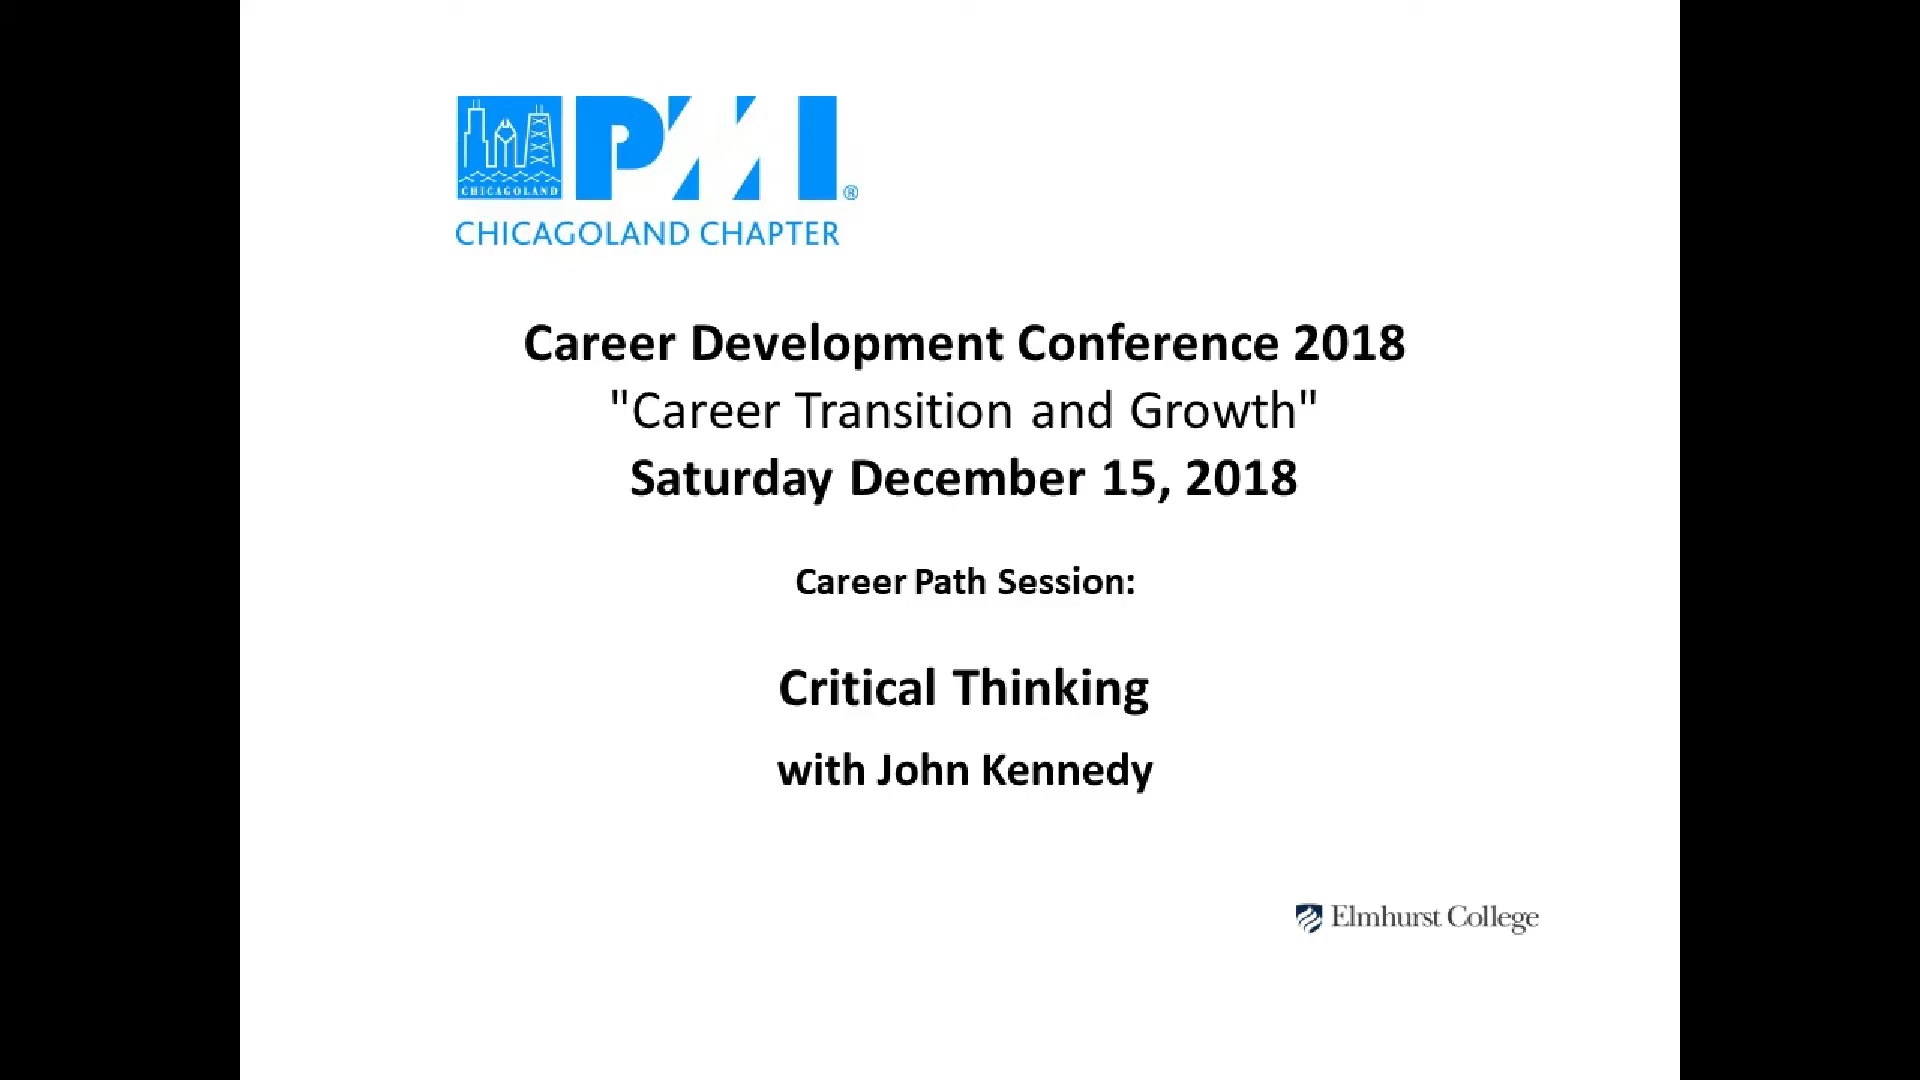 CHICAGOLAND
PMI®
CHICAGOLAND CHAPTER
Career Development Conference 2018
"Career Transition and Growth"
Saturday December 15, 2018
Career Path Session:
Critical Thinking
with John Kennedy
Elmhurst College